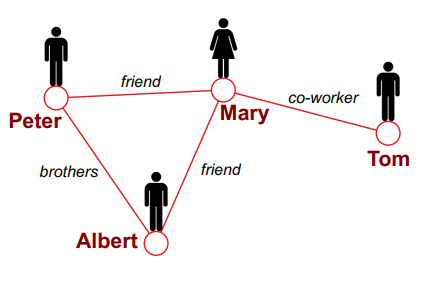 friend
co-worker
Peter
Mary
Tom
brothers
friend
Albert